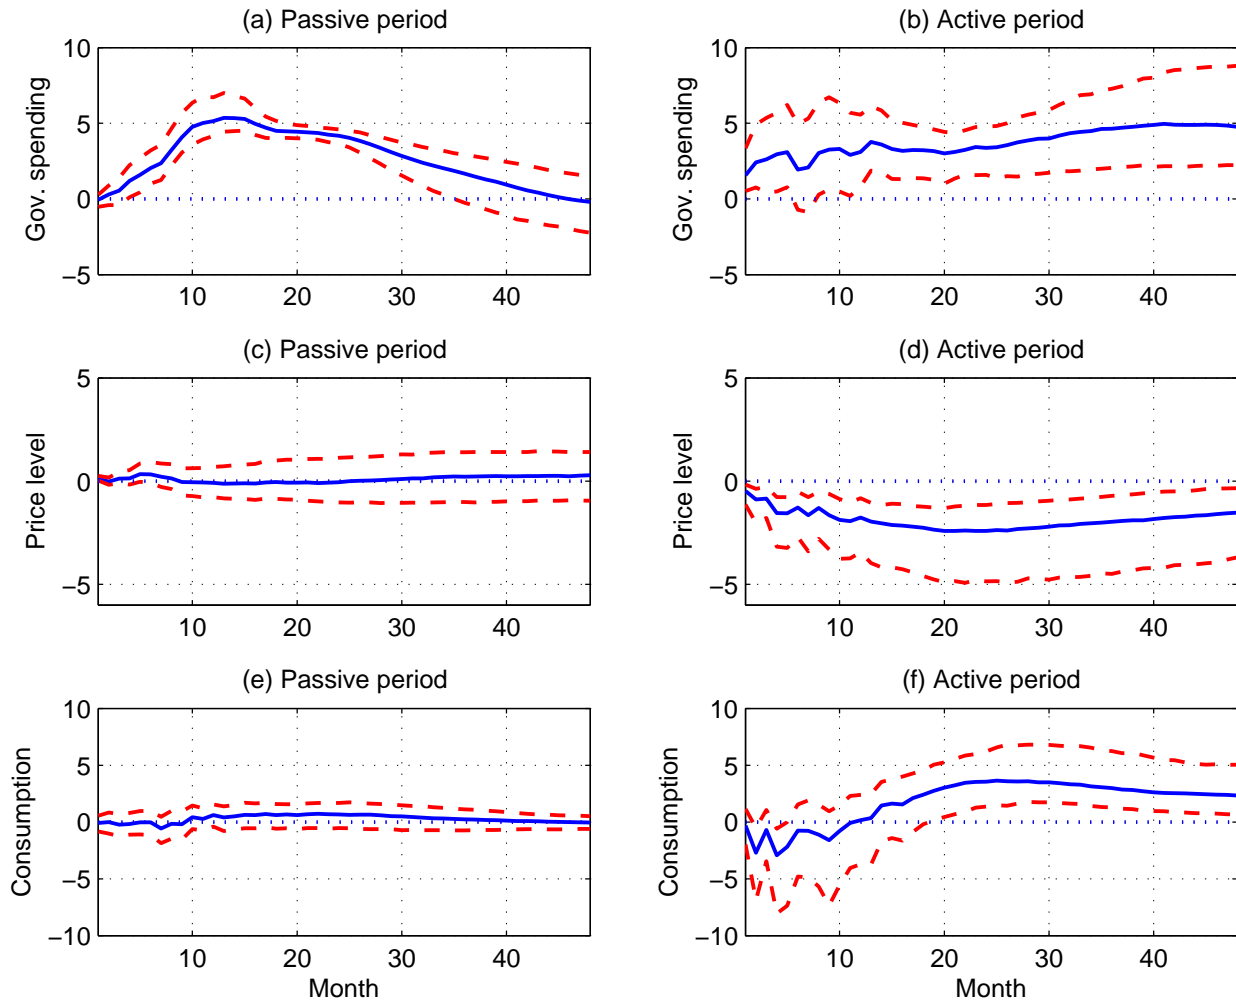 (a) Passive period
(b) Active period
10
5
0
−5
Gov. spending
10 20 30 40
10
5
0
−5
Gov. spending
10 20 30 40
(c) Passive period
(d) Active period
5
0
−5
Price level
10 20 30 40
5
0
−5
Price level
10 20 30 40
(e) Passive period
(f) Active period
10
5
0
−5
−10
Consumption
10 20 30 40
Month
10
5
0
−5
−10
Consumption
10 20 30 40
Month